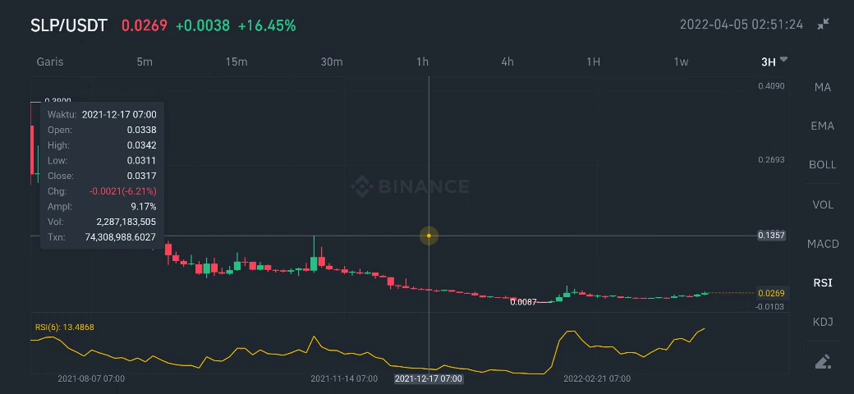 SLP/USDT 0.0269 +0.0038 +16.45% 2022-04-05 02:51:24
Garis 5m 15m 30m 1h 4h 1H 1w 3H
0.4090
0.3900
Waktu: 2021-12-17 07:00
Open: 0.0338
High: 0.0342
Low: 0.0311
Close: 0.0317
Chg: -0.0021(-6.21%)
Ampl: 9.17%
Vol: 2,287,183,505
Txn: 74,308,988.6027
0.2693
BINANCE
0.1357
0.0269
0.0087
-0.0103
RSI(6): 13.4868
2021-08-07 07:00 2021-11-14 07:00 2021-12-17 07:00 2022-02-21 07:00
MA
EMA
BOLL
VOL
MACD
RSI
KDJ